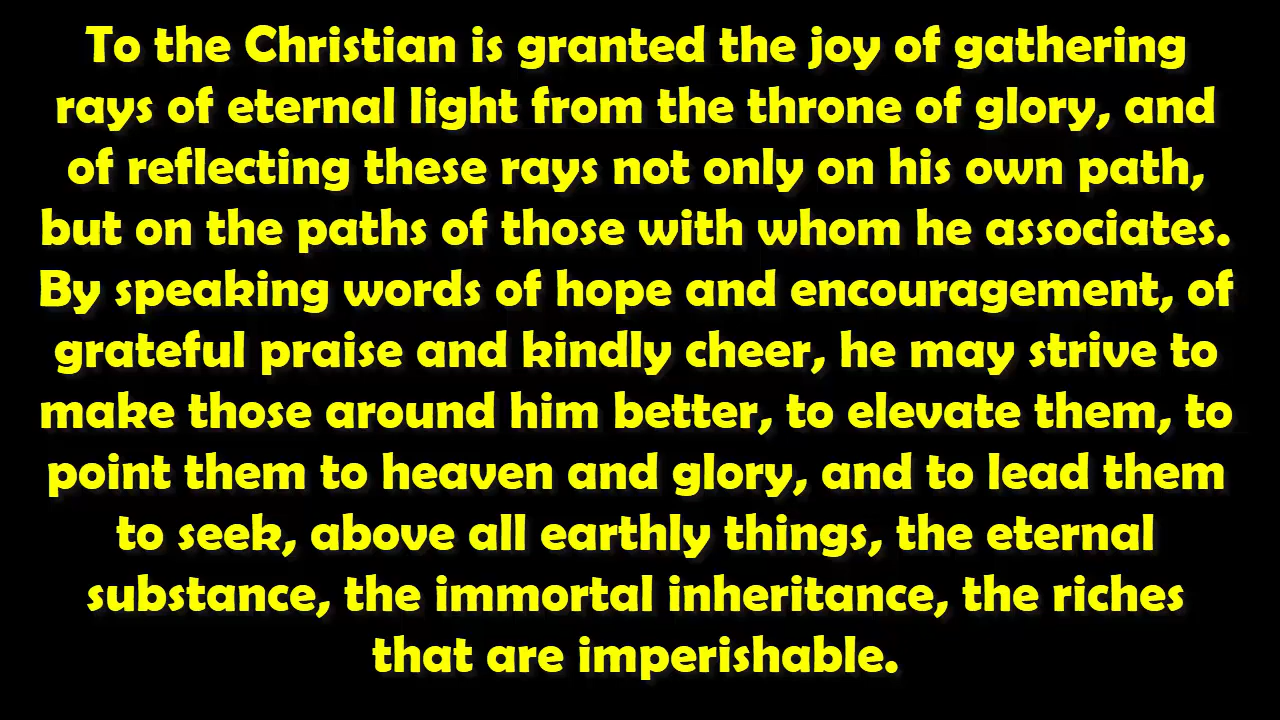 To the Christian is granted the joy of gathering
rays of eternal light from the throne of glory, and
of reflecting these rays not only on his own path,
but on the paths of those with whom he associates.
By speaking words of hope and encouragement, of
grateful praise and kindly cheer, he may strive to
make those around him better, to elevate them, to
point them to heaven and glory, and to lead them
to seek, above all earthly things, the eternal
substance, the immortal inheritance, the riches
that are imperishable.